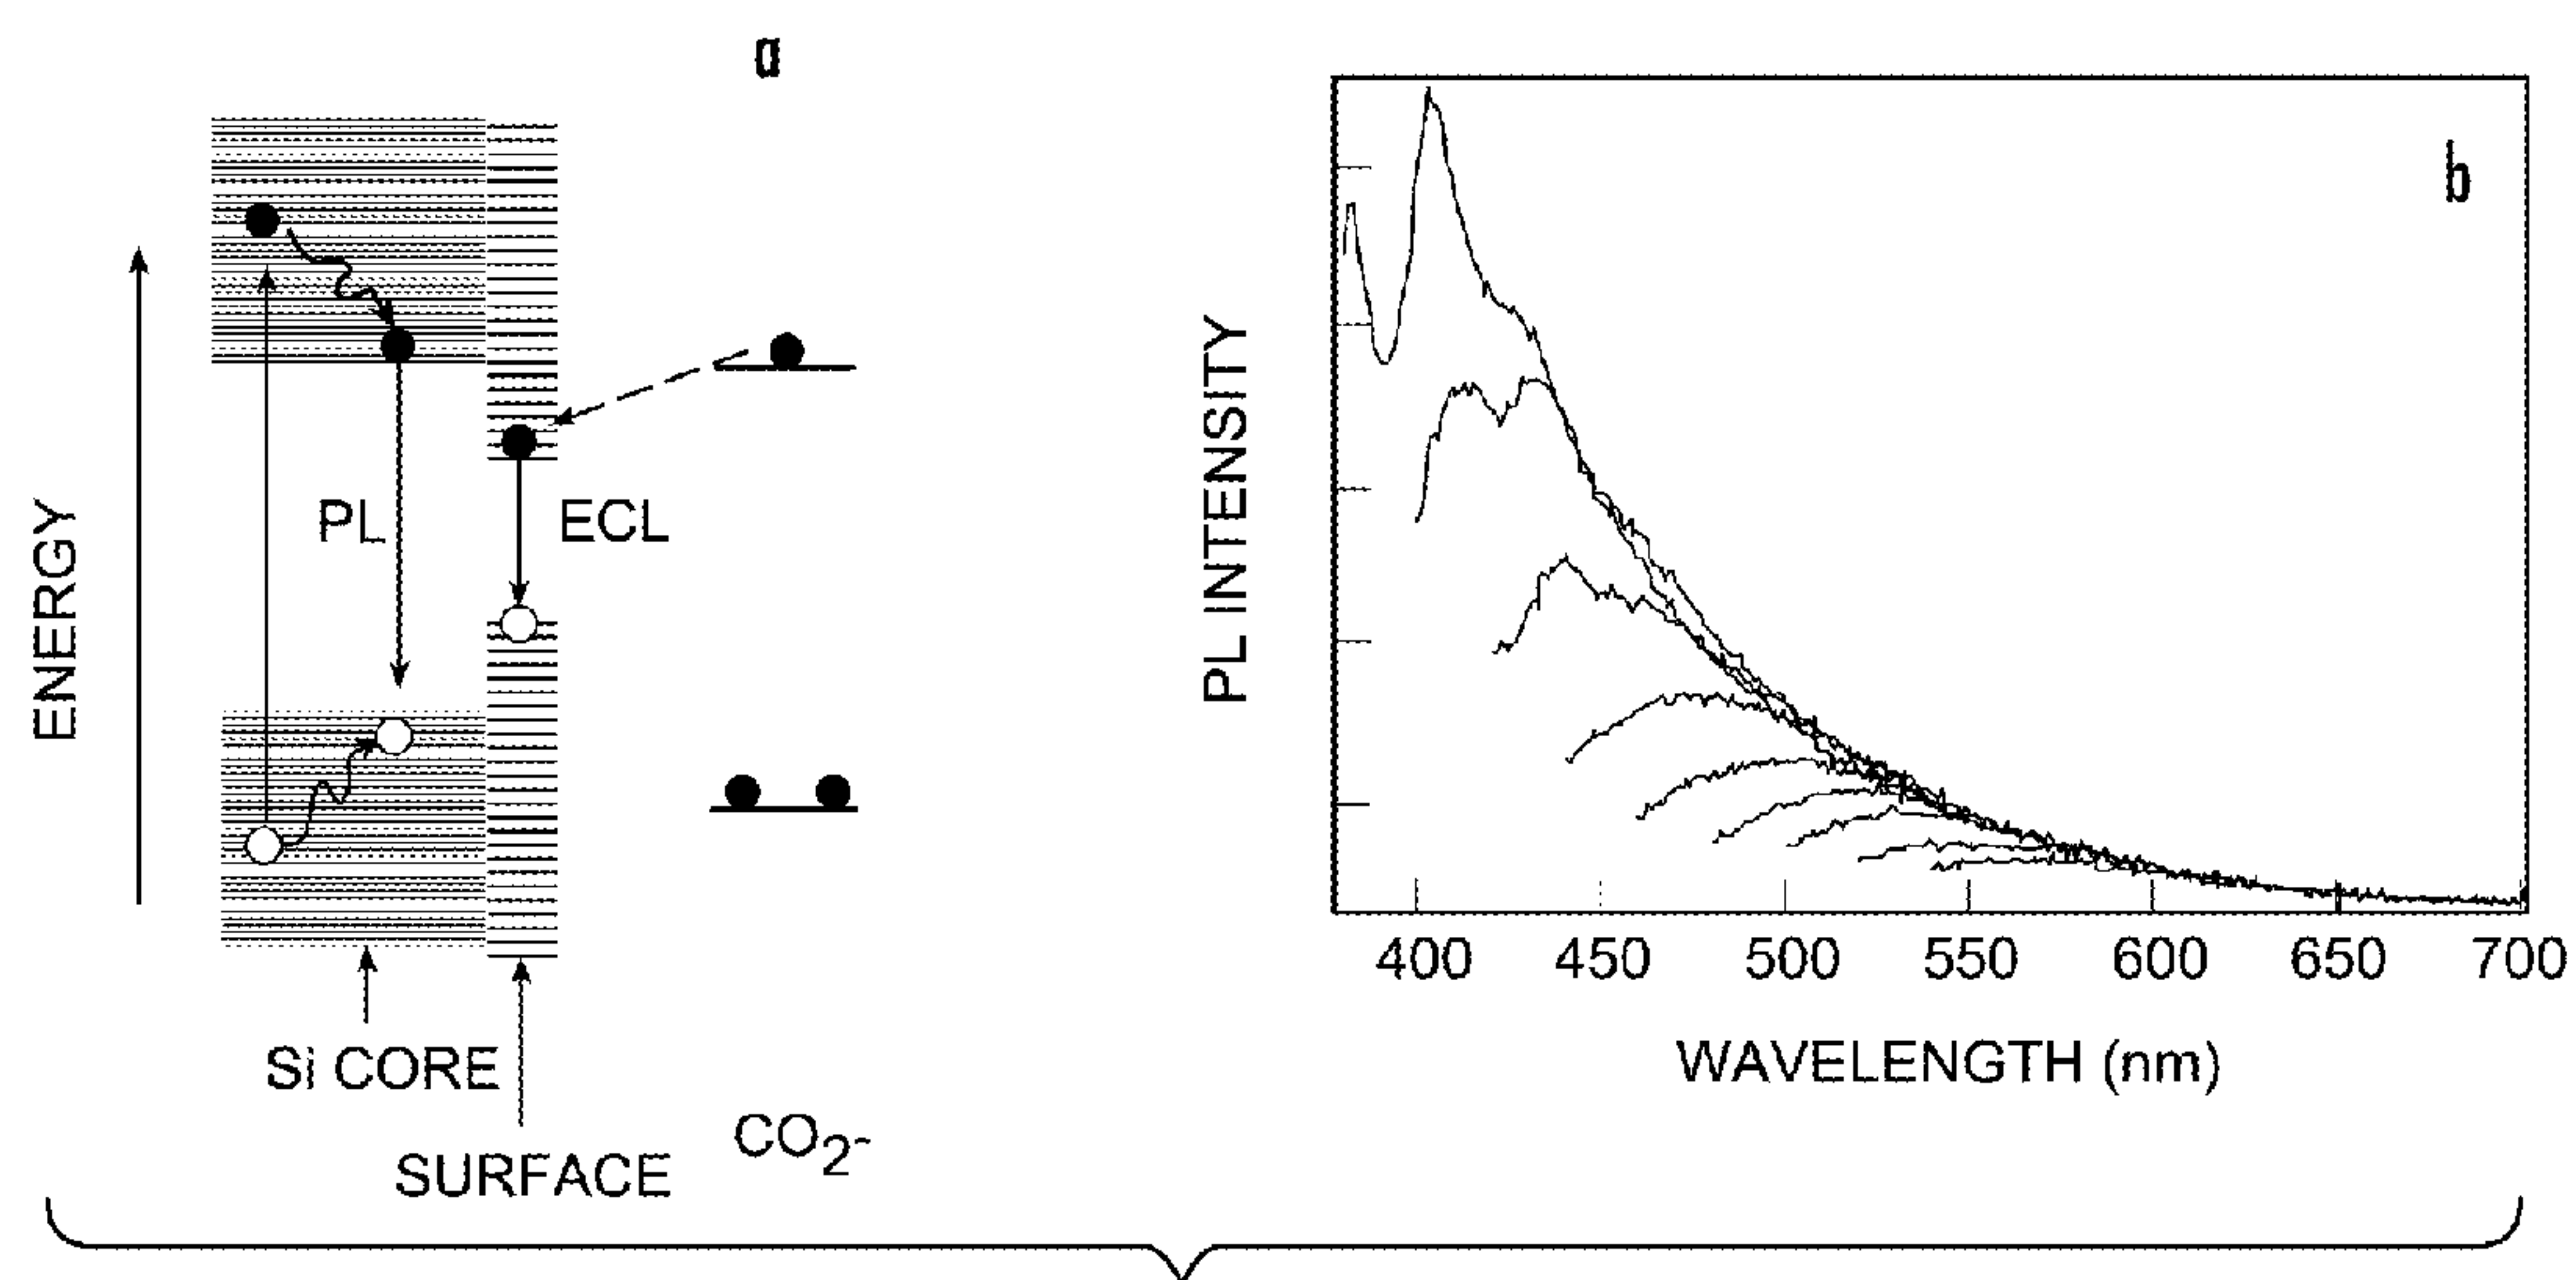 a
ENERGY
PL
ECL
Si CORE
SURFACE
CO₂⁻
b
PL INTENSITY
400 450 500 550 600 650 700
WAVELENGTH (nm)